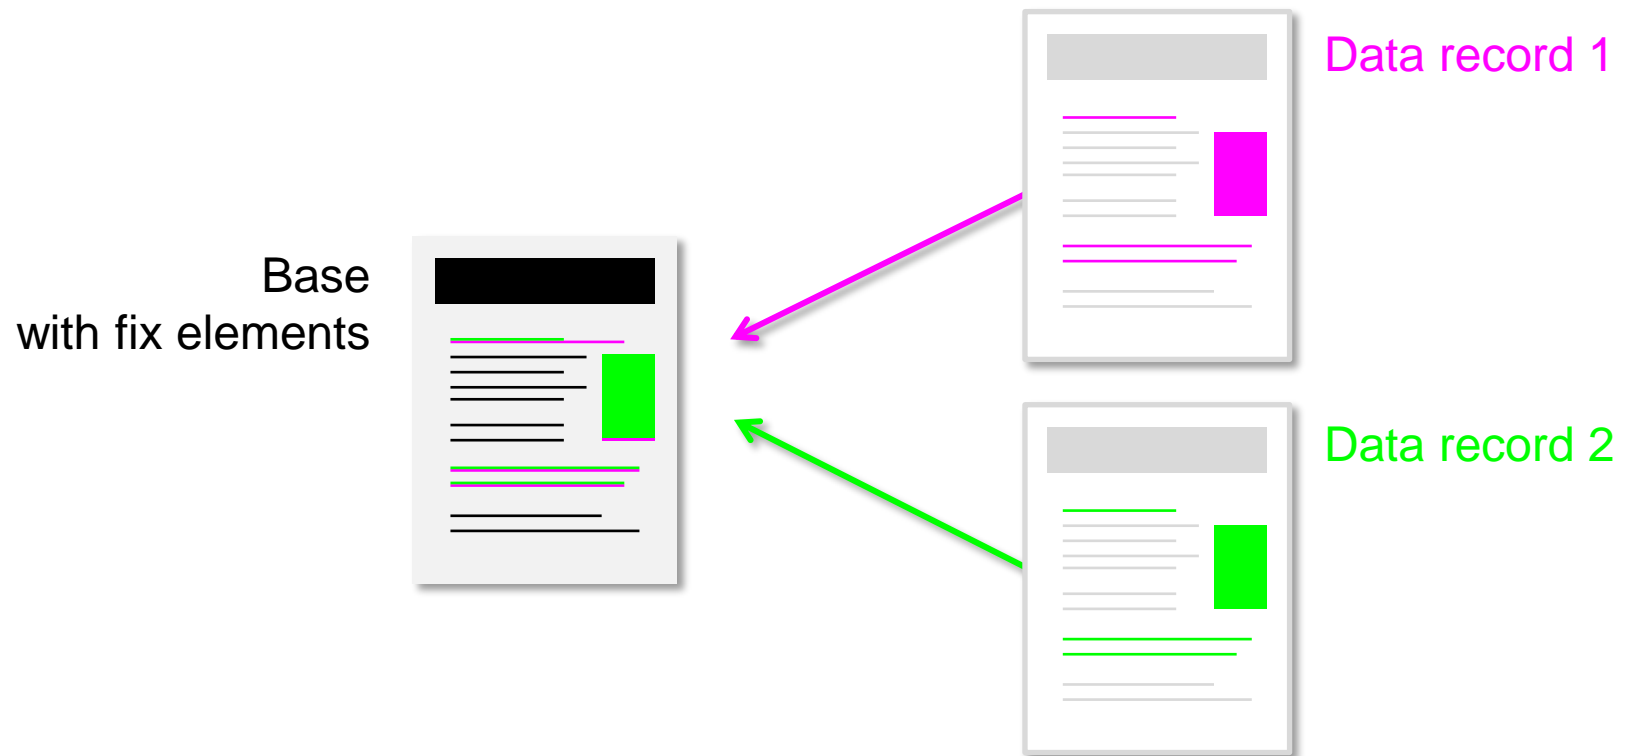 Data record 1
Base
with fix elements
Data record 2